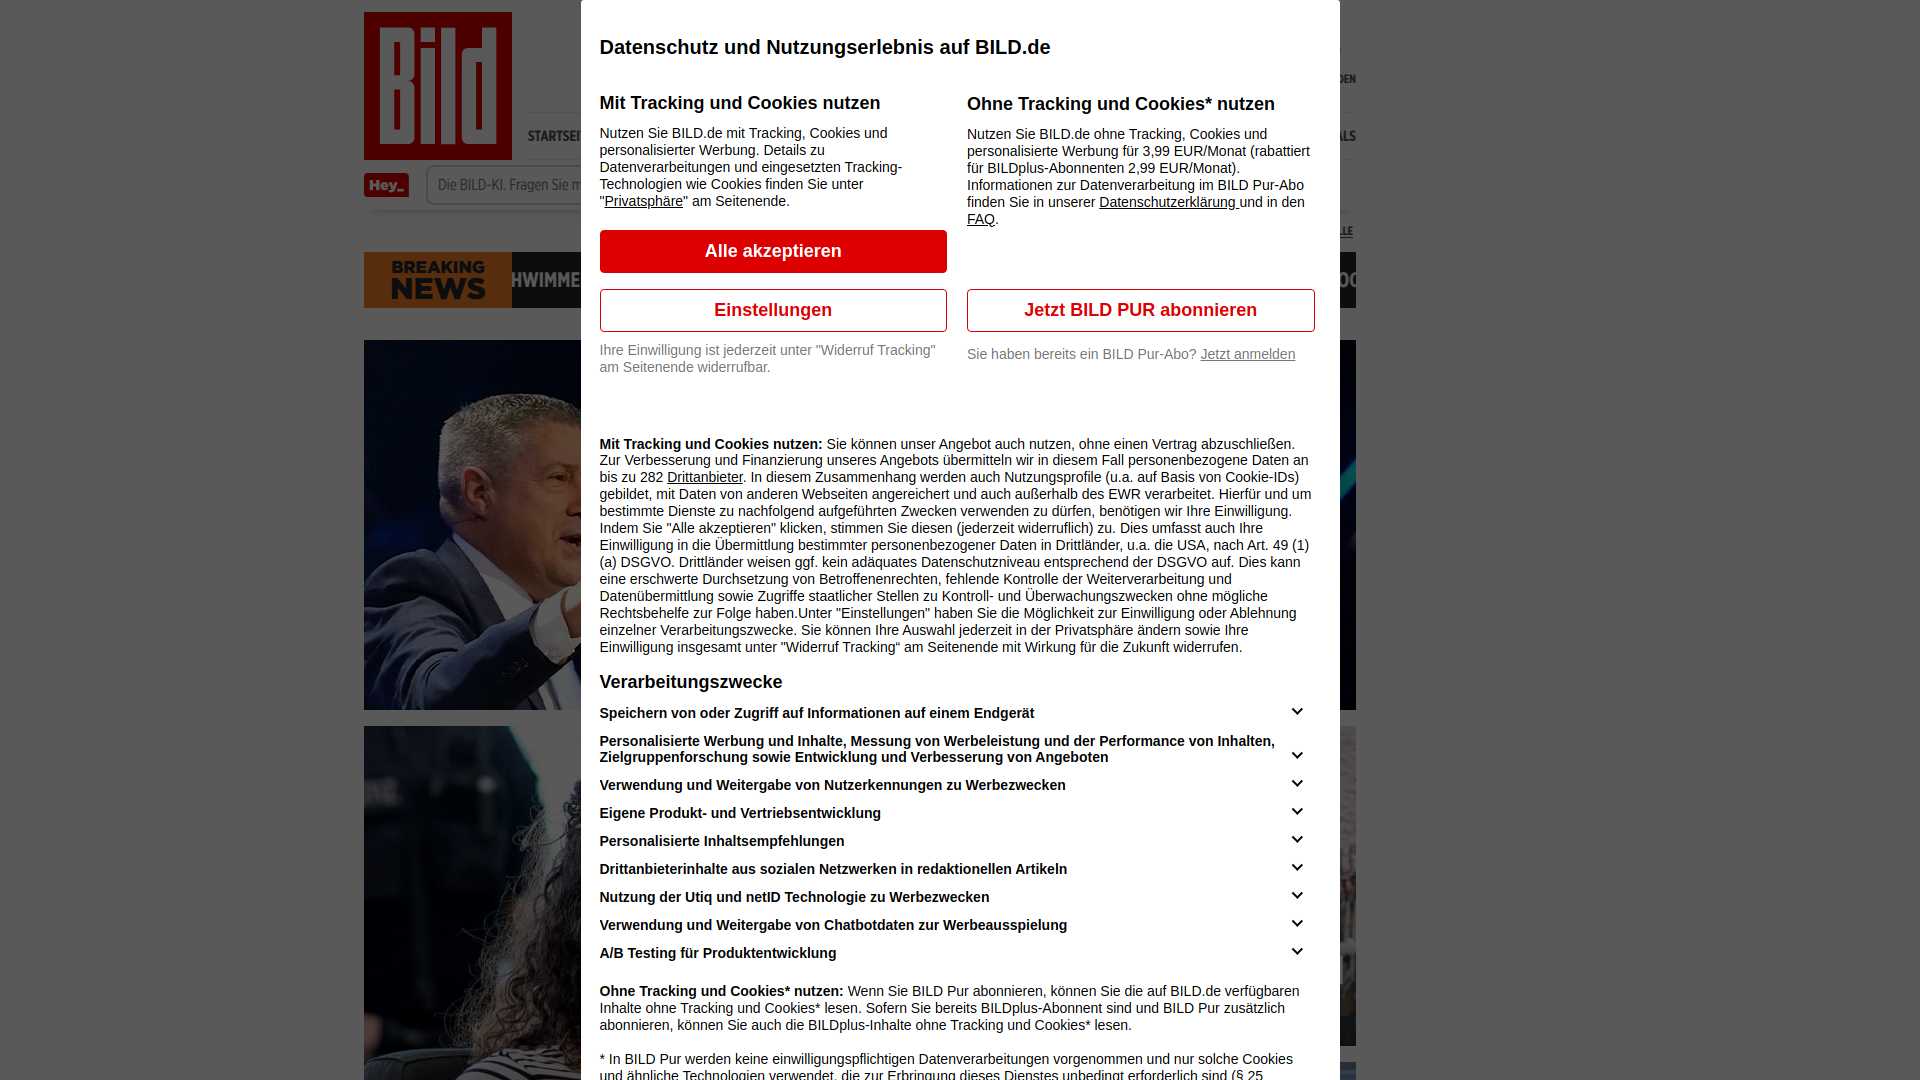 Bild
Datenschutz und Nutzungserlebnis auf BILD.de
Mit Tracking und Cookies nutzen
Nutzen Sie BILD.de mit Tracking, Cookies und
personalisierter Werbung. Details zu
Datenverarbeitungen und eingesetzten Tracking-
Technologien wie Cookies finden Sie unter
"Privatsphäre" am Seitenende.
Alle akzeptieren
Einstellungen
Ihre Einwilligung ist jederzeit unter "Widerruf Tracking"
am Seitenende widerrufbar.
Ohne Tracking und Cookies* nutzen
Nutzen Sie BILD.de ohne Tracking, Cookies und
personalisierte Werbung für 3,99 EUR/Monat (rabattiert
für BILDplus-Abonnenten 2,99 EUR/Monat).
Informationen zur Datenverarbeitung im BILD Pur-Abo
finden Sie in unserer Datenschutzerklärung und in den
FAQ.
Jetzt BILD PUR abonnieren
Sie haben bereits ein BILD Pur-Abo? Jetzt anmelden
STARTSEI
Hey_
Die BILD-KI. Fragen Sie m
BREAKING
NEWS
HWIMME
Mit Tracking und Cookies nutzen: Sie können unser Angebot auch nutzen, ohne einen Vertrag abzuschließen.
Zur Verbesserung und Finanzierung unseres Angebots übermitteln wir in diesem Fall personenbezogene Daten an
bis zu 282 Drittanbieter. In diesem Zusammenhang werden auch Nutzungsprofile (u.a. auf Basis von Cookie-IDs)
gebildet, mit Daten von anderen Webseiten angereichert und auch außerhalb des EWR verarbeitet. Hierfür und um
bestimmte Dienste zu nachfolgend aufgeführten Zwecken verwenden zu dürfen, benötigen wir Ihre Einwilligung.
Indem Sie "Alle akzeptieren" klicken, stimmen Sie diesen (jederzeit widerruflich) zu. Dies umfasst auch Ihre
Einwilligung in die Übermittlung bestimmter personenbezogener Daten in Drittländer, u.a. die USA, nach Art. 49 (1)
(a) DSGVO. Drittländer weisen ggf. kein adäquates Datenschutzniveau entsprechend der DSGVO auf. Dies kann
eine erschwerte Durchsetzung von Betroffenenrechten, fehlende Kontrolle der Weiterverarbeitung und
Datenübermittlung sowie Zugriffe staatlicher Stellen zu Kontroll- und Überwachungszwecken ohne mögliche
Rechtsbehelfe zur Folge haben.Unter "Einstellungen" haben Sie die Möglichkeit zur Einwilligung oder Ablehnung
einzelner Verarbeitungszwecke. Sie können Ihre Auswahl jederzeit in der Privatsphäre ändern sowie Ihre
Einwilligung insgesamt unter "Widerruf Tracking“ am Seitenende mit Wirkung für die Zukunft widerrufen.
Verarbeitungszwecke
Speichern von oder Zugriff auf Informationen auf einem Endgerät
Personalisierte Werbung und Inhalte, Messung von Werbeleistung und der Performance von Inhalten,
Zielgruppenforschung sowie Entwicklung und Verbesserung von Angeboten
Verwendung und Weitergabe von Nutzerkennungen zu Werbezwecken
Eigene Produkt- und Vertriebsentwicklung
Personalisierte Inhaltsempfehlungen
Drittanbieterinhalte aus sozialen Netzwerken in redaktionellen Artikeln
Nutzung der Utiq und netID Technologie zu Werbezwecken
Verwendung und Weitergabe von Chatbotdaten zur Werbeausspielung
A/B Testing für Produktentwicklung
Ohne Tracking und Cookies* nutzen: Wenn Sie BILD Pur abonnieren, können Sie die auf BILD.de verfügbaren
Inhalte ohne Tracking und Cookies* lesen. Sofern Sie bereits BILDplus-Abonnent sind und BILD Pur zusätzlich
abonnieren, können Sie auch die BILDplus-Inhalte ohne Tracking und Cookies* lesen.
* In BILD Pur werden keine einwilligungspflichtigen Datenverarbeitungen vorgenommen und nur solche Cookies
und ähnliche Technologien verwendet, die zur Erbringung dieses Dienstes unbedingt erforderlich sind (§ 25